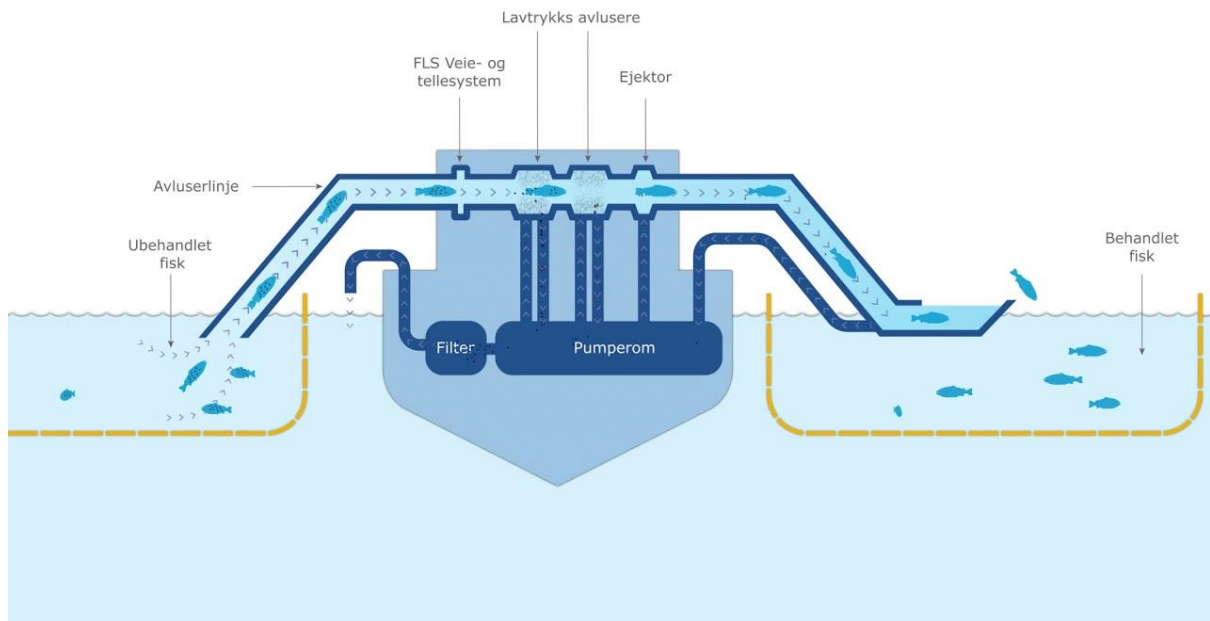 Lavtrykks avlusere
FLS Veie- og
tellesystem
Ejektor
Avluserlinje
Ubehandlet
fisk
Behandlet
fisk
Filter
Pumperom